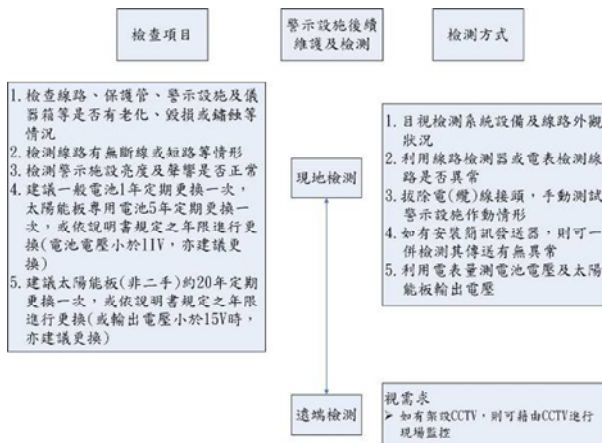 檢查項目
警示設施後續
維護及檢測
檢測方式
1. 檢查線路、保護管、警示設施及儀
器箱等是否有老化、毀損或鏽蝕等
情況
2. 檢測線路有無斷線或短路等情形
3. 檢測警示設施亮度及聲響是否正常
4. 建議一般電池1年定期更換一次，
太陽能板專用電池5年定期更換一
次，或依說明書規定之年限進行更
換(電池電壓小於11V，亦建議更
換)
5. 建議太陽能板(非二手)約20年定期
更換一次，或依說明書規定之年限
進行更換(或輸出電壓小於15V時，
亦建議更換)
現地檢測
1. 目視檢測系統設備及線路外觀
狀況
2. 利用線路檢測器或電表檢測線
路是否異常
3. 拔除電(纜)線接頭，手動測試
警示設施作動情形
4. 如有安裝簡訊發送器，則可一
併檢測其傳送有無異常
5. 利用電表量測電池電壓及太陽
能板輸出電壓
遠端檢測
視需求
➢ 如有架設CCTV，則可藉由CCTV進行
現場監控